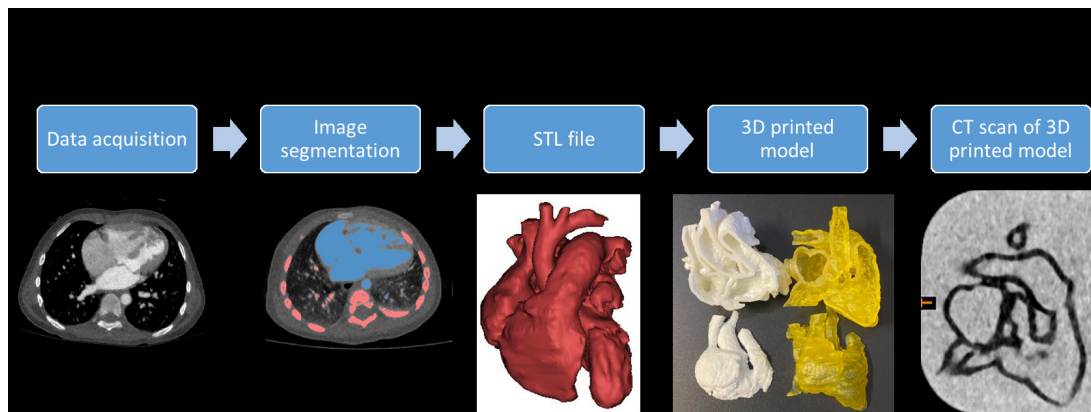 Data acquisition
Image
segmentation
STL file
3D printed
model
CT scan of 3D
printed model